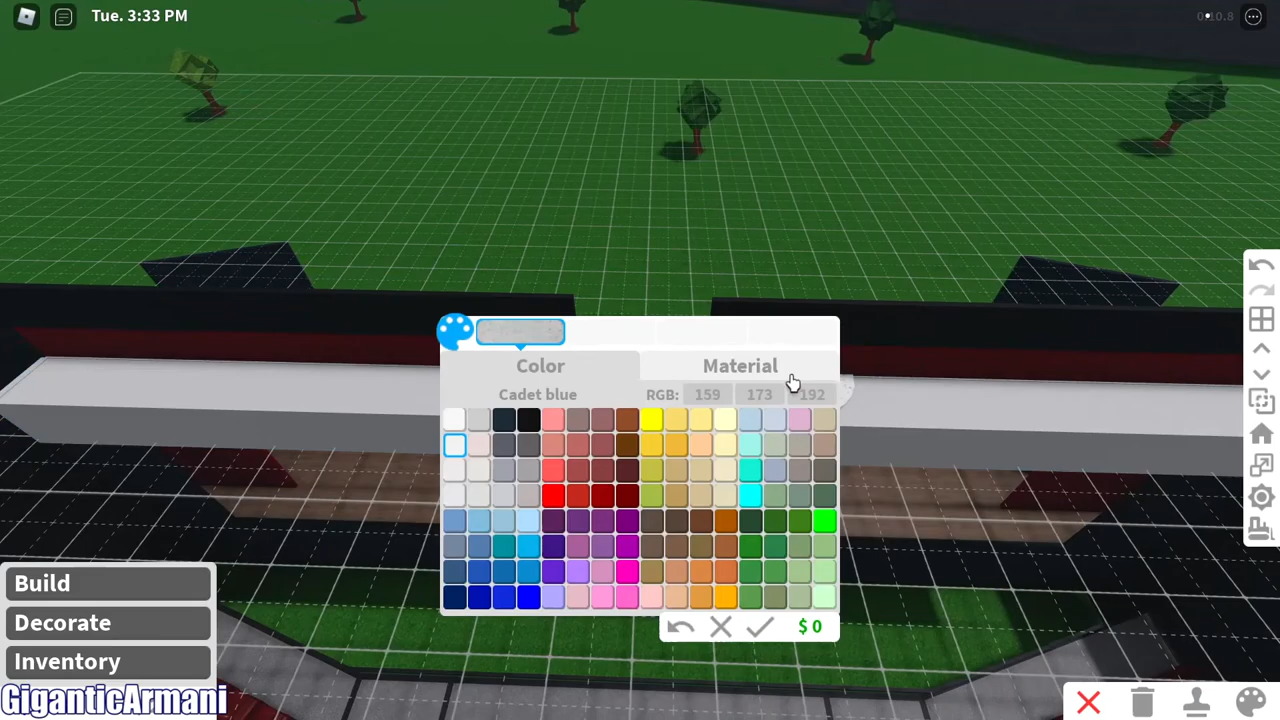 Tue. 3:33 PM
Color
Material
Cadet blue
RGB: 159 173 192
$ 0
Build
Decorate
Inventory
GiganticArmani